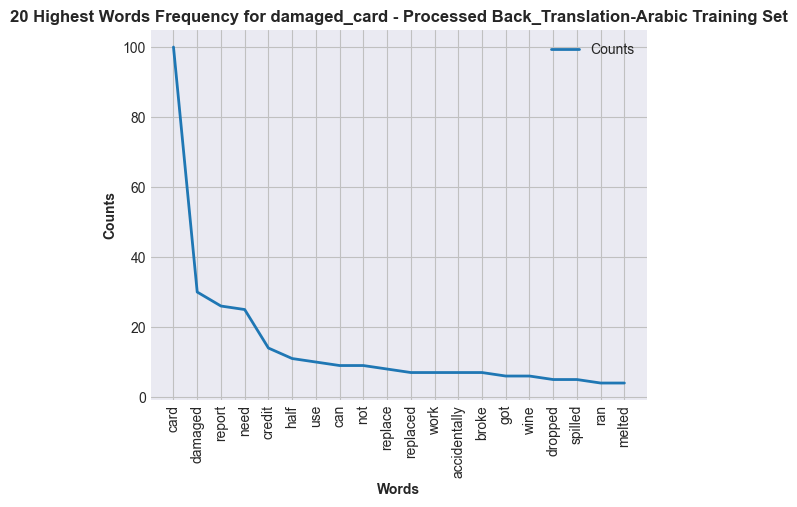 20 Highest Words Frequency for damaged_card - Processed Back_Translation-Arabic Training Set
Counts
100
80
60
40
20
0
Counts
card
damaged
report
need
credit
half
use
can
not
replace
replaced
work
accidentally
broke
got
wine
dropped
spilled
ran
melted
Words